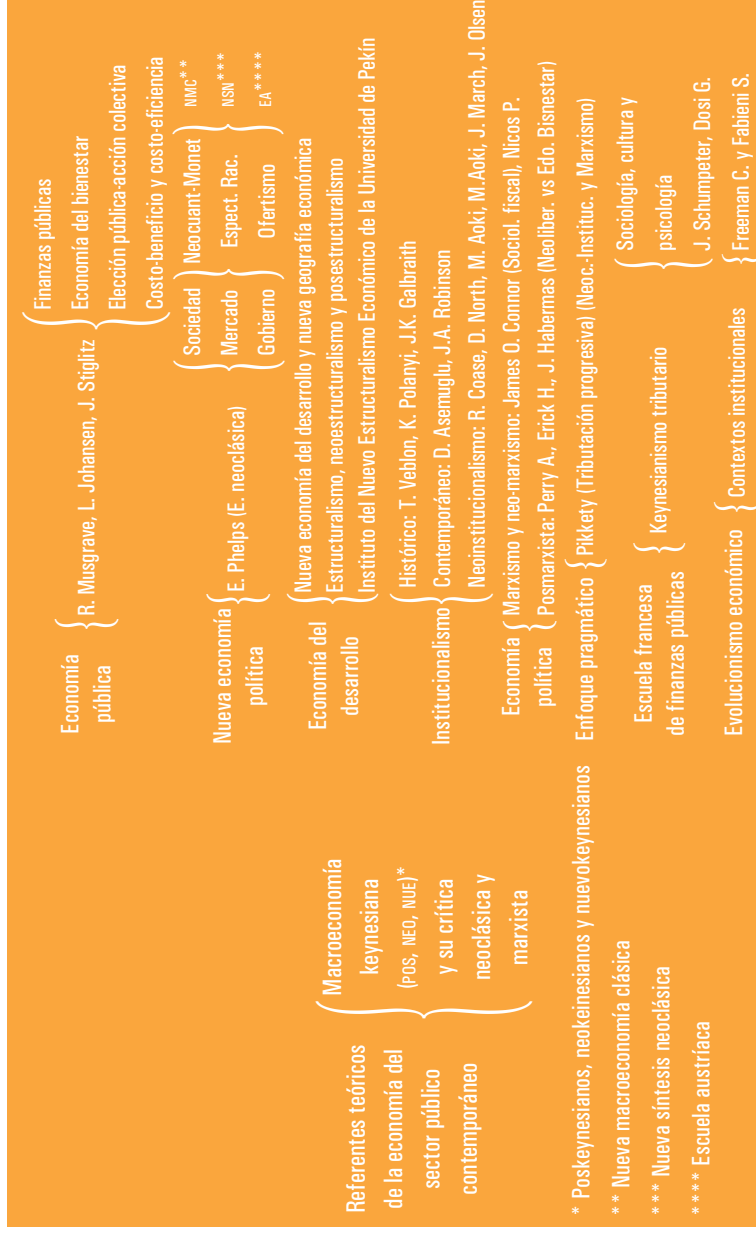 Referentes teóricos
de la economía del
sector público
contemporáneo
Macroeconomía
keynesiana
(POS, NEO, NUE)*
y su crítica
neoclásica y
marxista
Economía
pública
R. Musgrave, L. Johansen, J. Stiglitz
Finanzas públicas
Economía del bienestar
Elección pública-acción colectiva
Costo-beneficio y costo-eficiencia
Nueva economía
política
E. Phelps (E. neoclásica)
Sociedad
Mercado
Gobierno
Neocuant-Monet
Espect. Rac.
Ofertismo
NMC**
NSN***
EA****
Economía del
desarrollo
Nueva economía del desarrollo y nueva geografía económica
Estructuralismo, neoestructuralismo y posestructuralismo
Instituto del Nuevo Estructuralismo Económico de la Universidad de Pekín
Institucionalismo
Histórico: T. Veblon, K. Polanyi, J.K. Galbraith
Contemporáneo: D. Asemuglu, J.A. Robinson
Neoinstitucionalismo: R. Coase, D. North, M. Aoki, M.Aoki, J. March, J. Olsen
Economía
política
Marxismo y neo-marxismo: James O. Connor (Sociol. fiscal), Nicos P.
Posmarxista: Perry A., Erick H., J. Habermas (Neoliber. vs Edo. Bisnestar)
Enfoque pragmático
Pikkety (Tributación progresiva) (Neoc.-Instituc. y Marxismo)
Escuela francesa
de finanzas públicas
Keynesianismo tributario
Sociología, cultura y
psicología
J. Schumpeter, Dosi G.
Evolucionismo económico
Contextos institucionales
Freeman C. y Fabieni S.
* Poskeynesianos, neokeinesianos y nuevokeynesianos
** Nueva macroeconomía clásica
*** Nueva síntesis neoclásica
**** Escuela austríaca